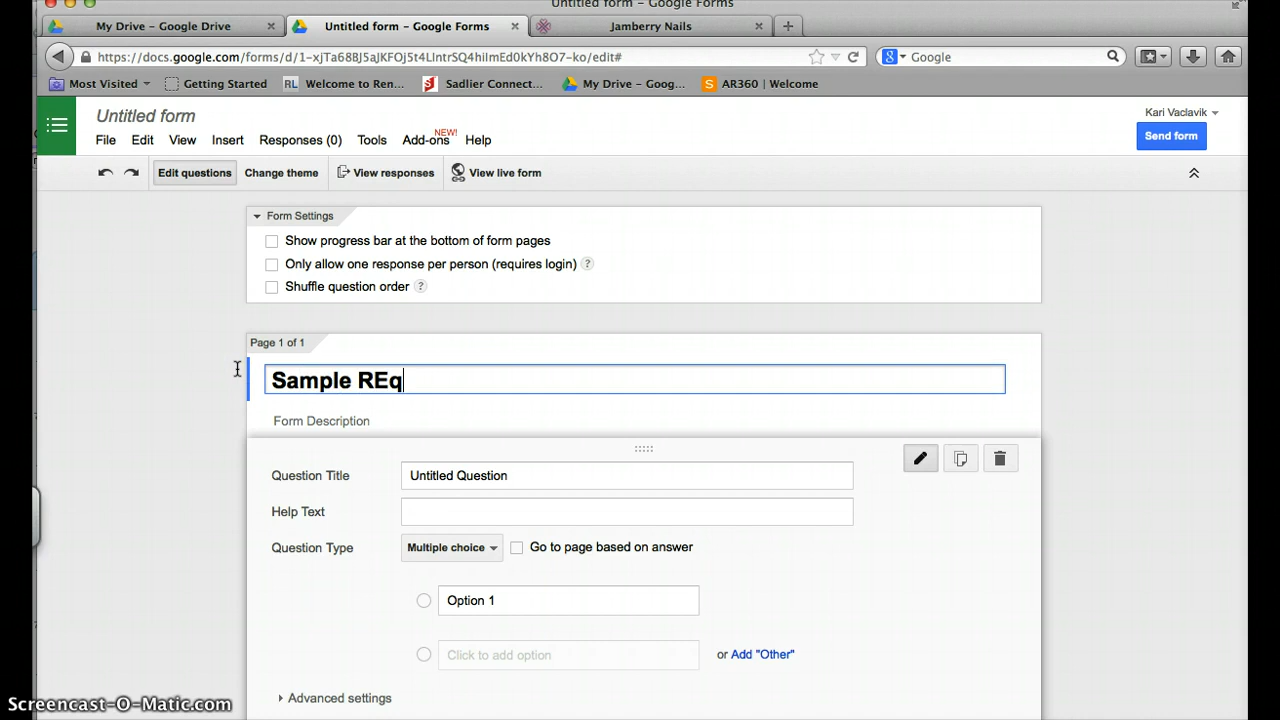 Untitled form - Google Forms
My Drive - Google Drive
Untitled form - Google Forms
Jamberry Nails
https://docs.google.com/forms/d/1-xjTa68BJ5aJKFOj5t4LIntrSQ4hiImEd0kYh8O7-ko/edit#
Google
Most Visited
Getting Started
RL Welcome to Ren...
Sadlier Connect...
My Drive - Goog...
S AR360 | Welcome
Untitled form
Kari Vaclavik
File Edit View Insert Responses (0) Tools Add-ons NEW! Help
Send form
Edit questions Change theme View responses View live form
Form Settings
Show progress bar at the bottom of form pages
Only allow one response per person (requires login) ?
Shuffle question order ?
Page 1 of 1
Sample REq
Form Description
Question Title Untitled Question
Help Text
Question Type Multiple choice Go to page based on answer
Option 1
Click to add option or Add "Other"
Advanced settings
Screencast-O-Matic.com